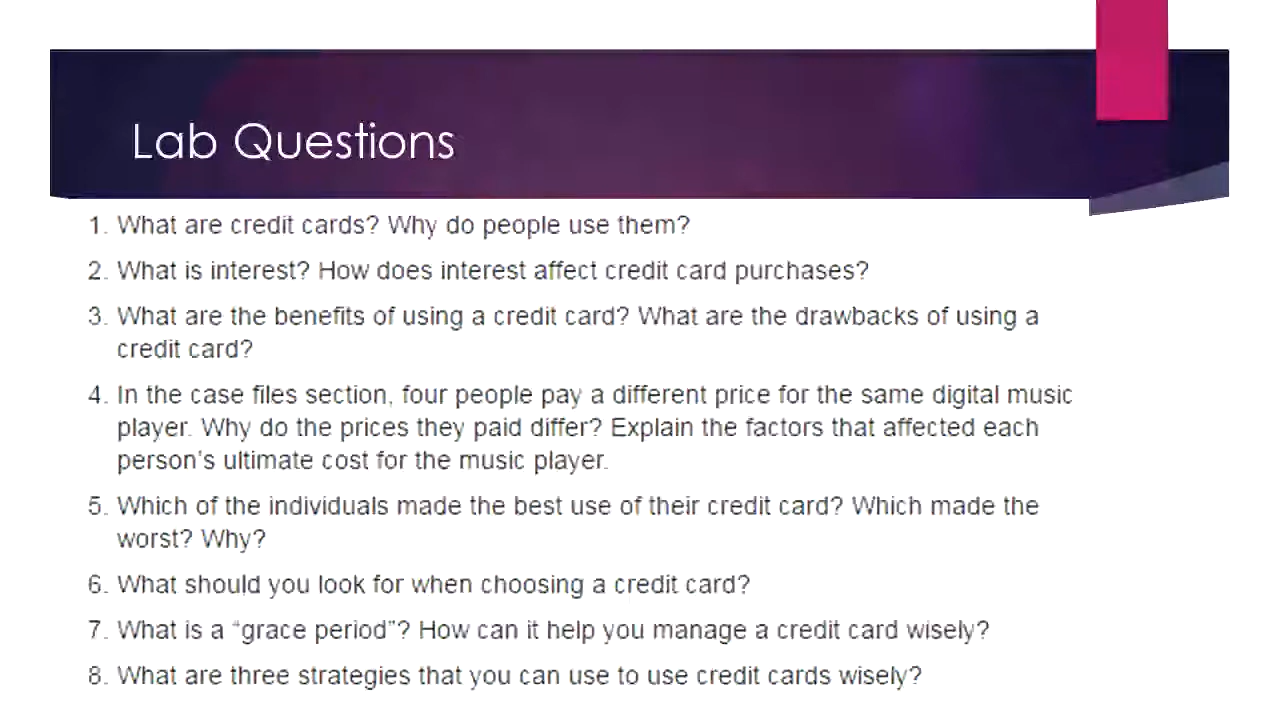 Lab Questions
1. What are credit cards? Why do people use them?
2. What is interest? How does interest affect credit card purchases?
3. What are the benefits of using a credit card? What are the drawbacks of using a
credit card?
4. In the case files section, four people pay a different price for the same digital music
player. Why do the prices they paid differ? Explain the factors that affected each
person's ultimate cost for the music player.
5. Which of the individuals made the best use of their credit card? Which made the
worst? Why?
6. What should you look for when choosing a credit card?
7. What is a “grace period”? How can it help you manage a credit card wisely?
8. What are three strategies that you can use to use credit cards wisely?